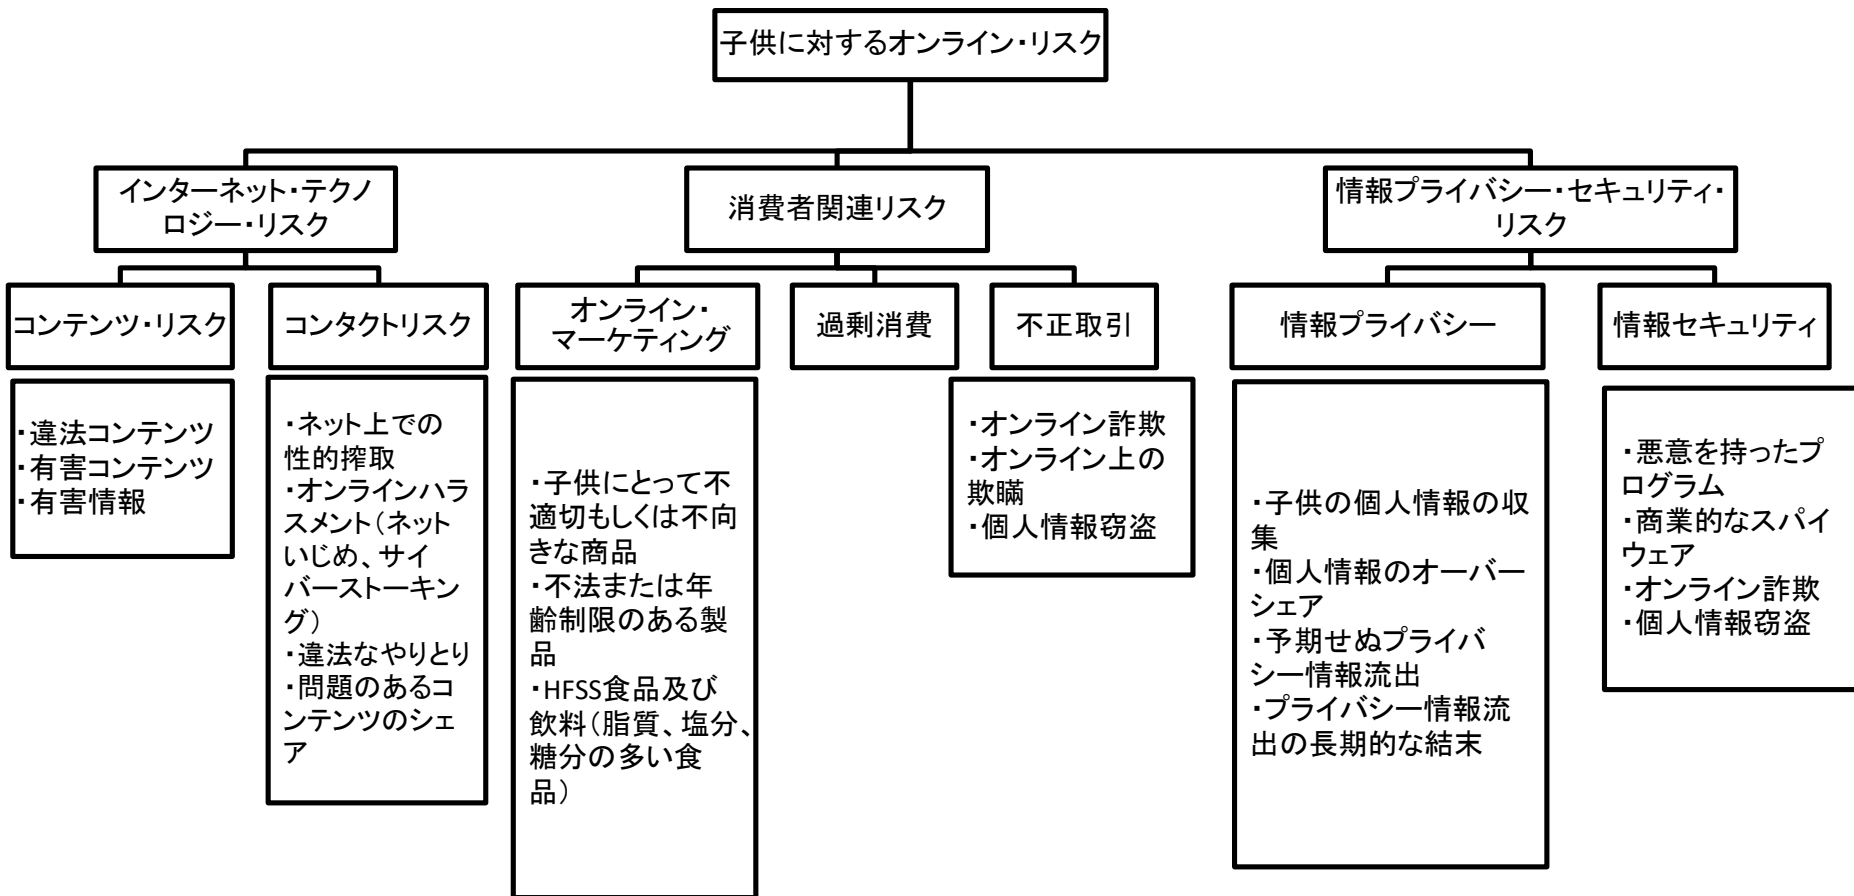 子供に対するオンライン・リスク
インターネット・テクノ
ロジー・リスク
消費者関連リスク
情報プライバシー・セキュリティ・
リスク
コンテンツ・リスク
コンタクトリスク
オンライン・
マーケティング
過剰消費
不正取引
情報プライバシー
情報セキュリティ
・違法コンテンツ
・有害コンテンツ
・有害情報
・ネット上での
性的搾取
・オンラインハラ
スメント(ネット
いじめ、サイ
バーストーキン
グ)
・違法なやりとり
・問題のあるコ
ンテンツのシェ
ア
・子供にとって不
適切もしくは不向
きな商品
・不法または年
齢制限のある製
品
・HFSS食品及び
飲料(脂質、塩分、
糖分の多い食
品)
・オンライン詐欺
・オンライン上の
欺瞞
・個人情報窃盗
・子供の個人情報の収
集
・個人情報のオーバー
シェア
・予期せぬプライバ
シー情報流出
・プライバシー情報流
出の長期的な結末
・悪意を持ったプ
ログラム
・商業的なスパイ
ウェア
・オンライン詐欺
・個人情報窃盗